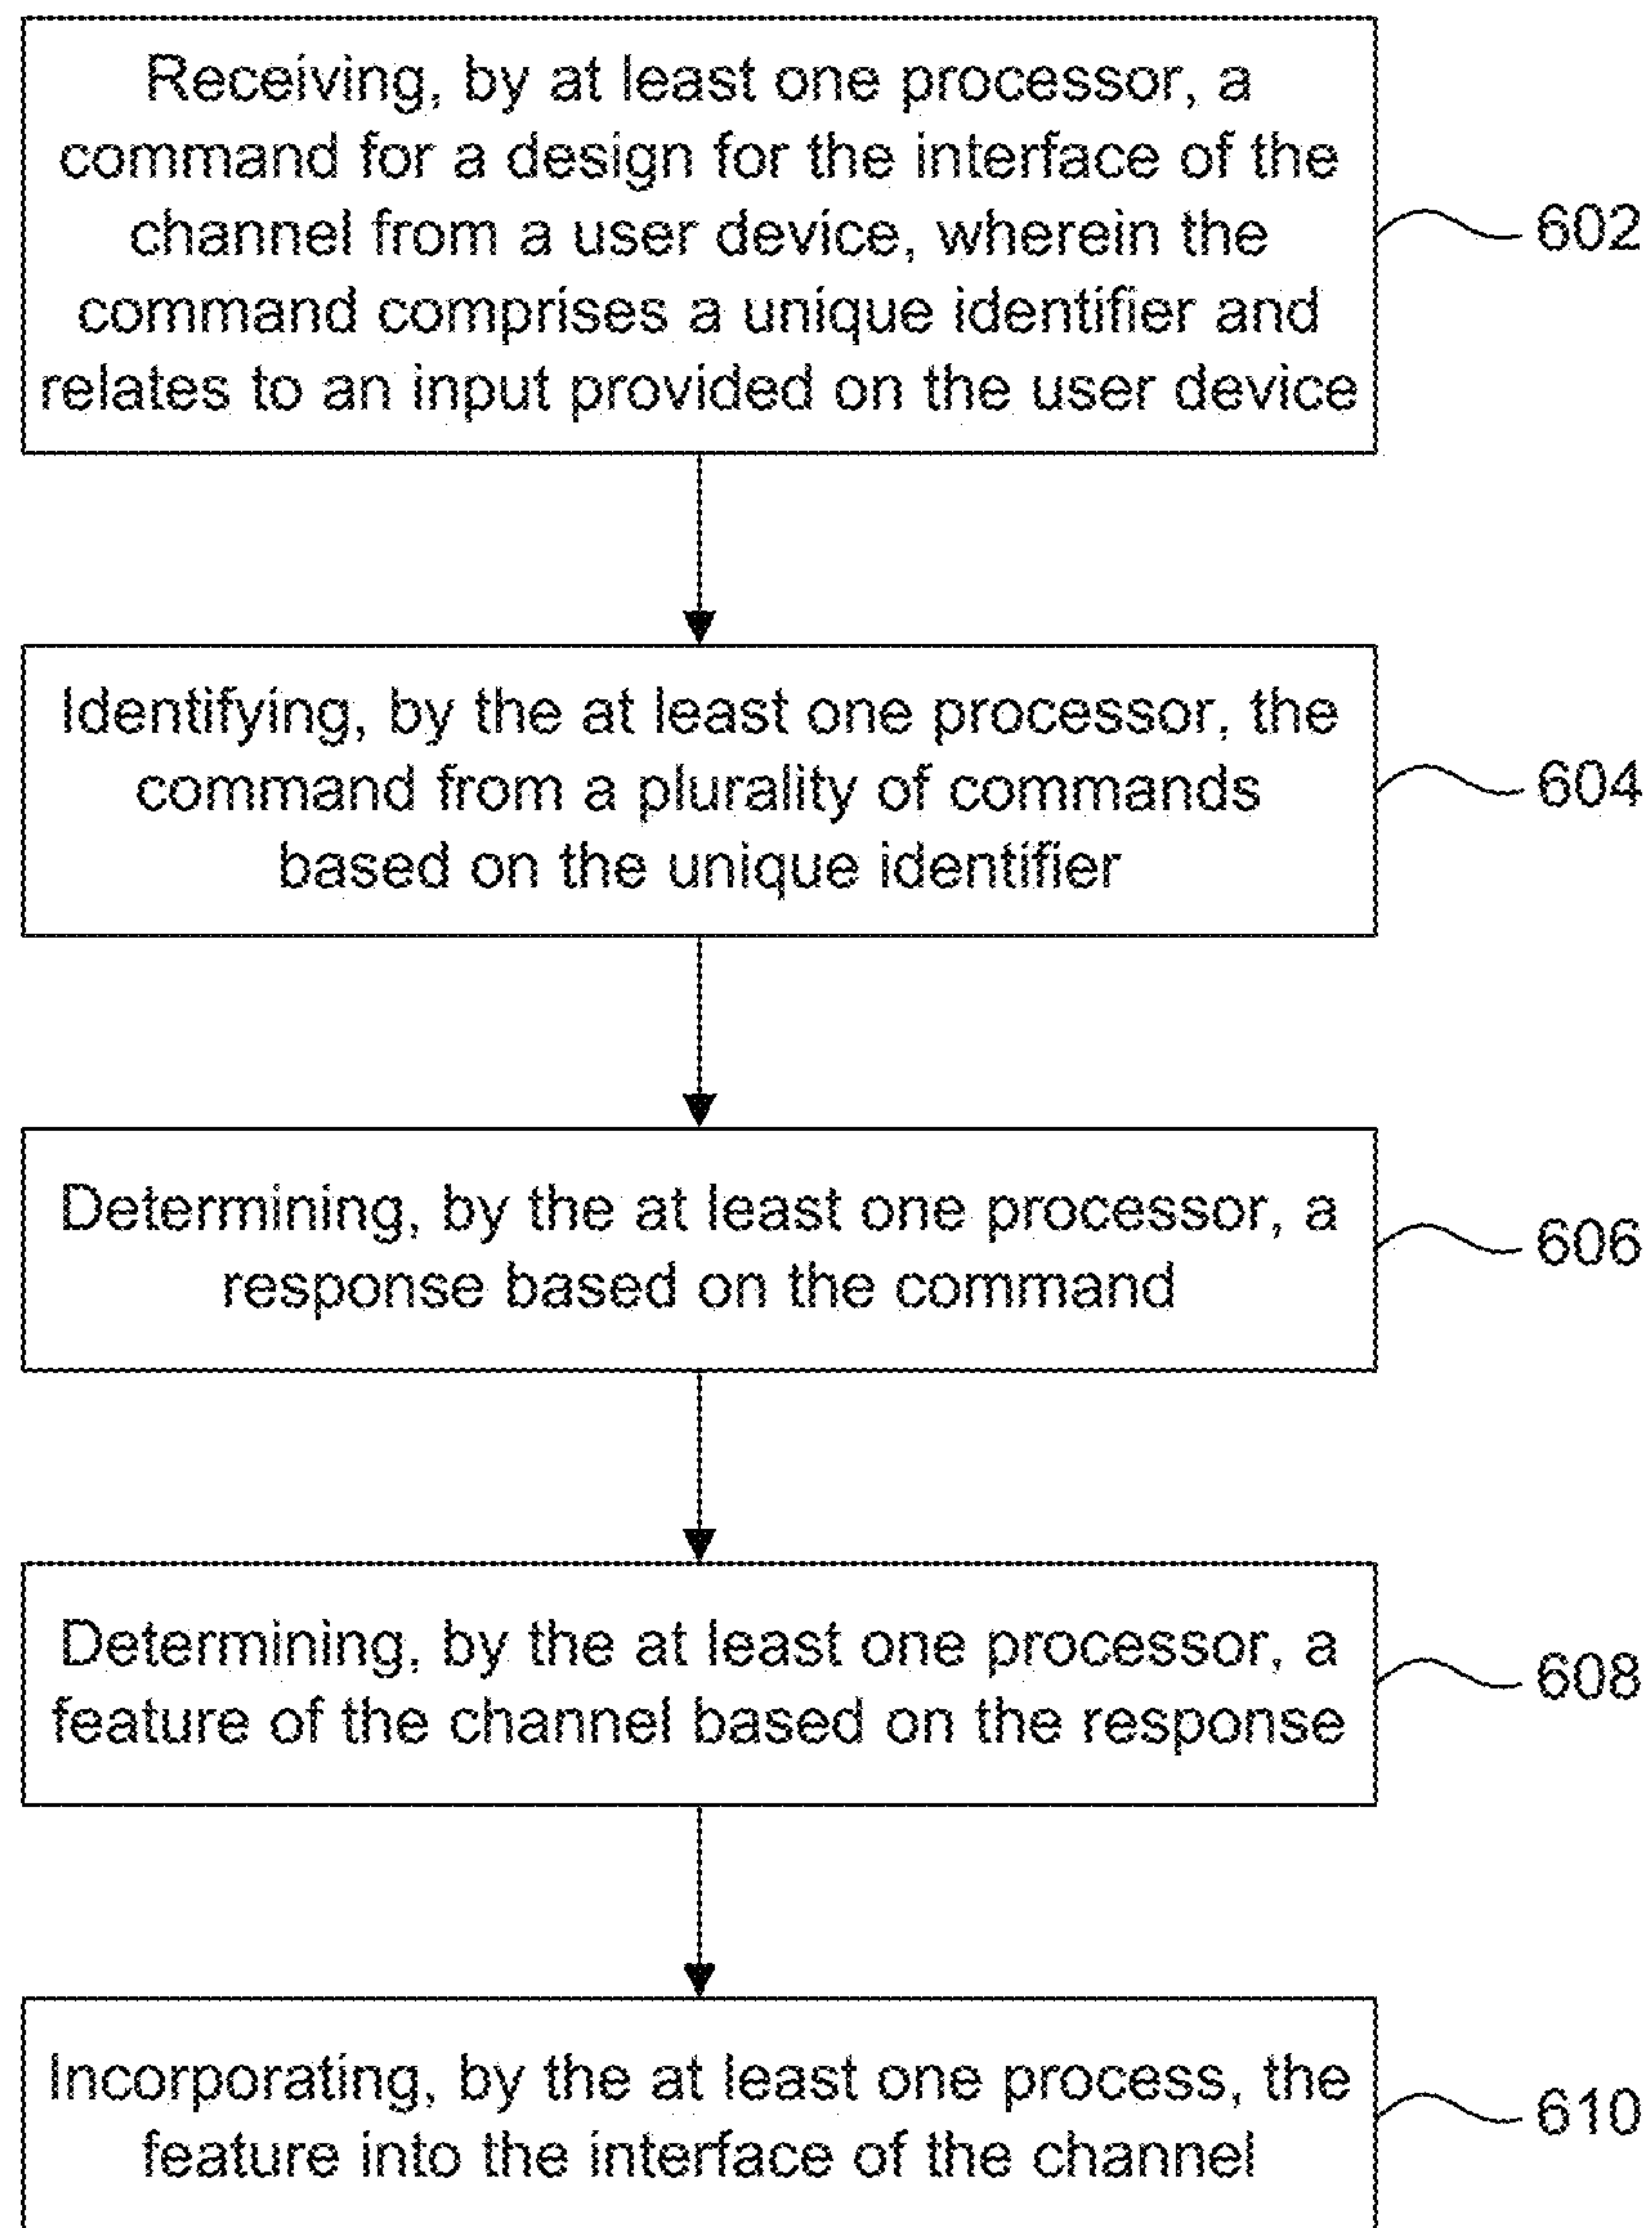 Receiving, by at least one processor, a
command for a design for the interface of the
channel from a user device, wherein the
command comprises a unique identifier and
relates to an input provided on the user device
602
Identifying, by the at least one processor, the
command from a plurality of commands
based on the unique identifier
604
Determining, by the at least one processor, a
response based on the command
606
Determining, by the at least one processor, a
feature of the channel based on the response
608
Incorporating, by the at least one process, the
feature into the interface of the channel
610